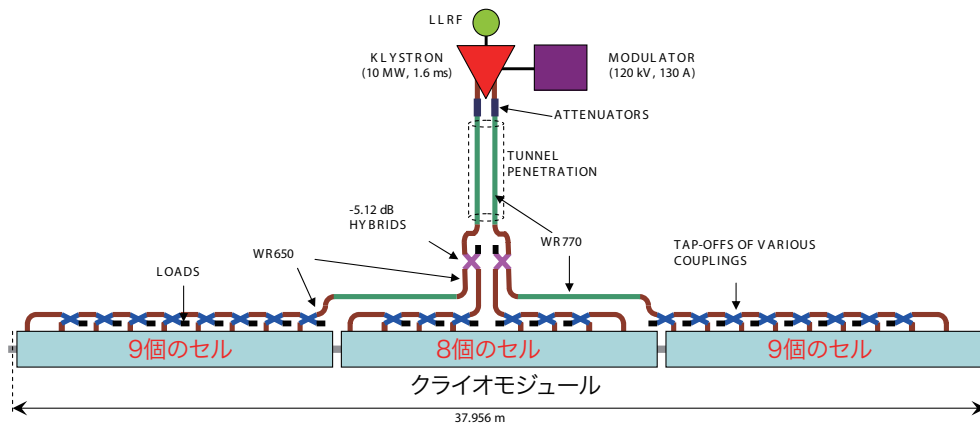 LLRF
KLYSTRON
(10 MW, 1.6 ms)
MODULATOR
(120 kV, 130 A)
ATTENUATORS
TUNNEL
PENETRATION
-5.12 dB
HYBRIDS
WR770
WR650
TAP-OFFS OF VARIOUS
COUPLINGS
LOADS
9個のセル
8個のセル
9個のセル
クライオモジュール
37.956 m